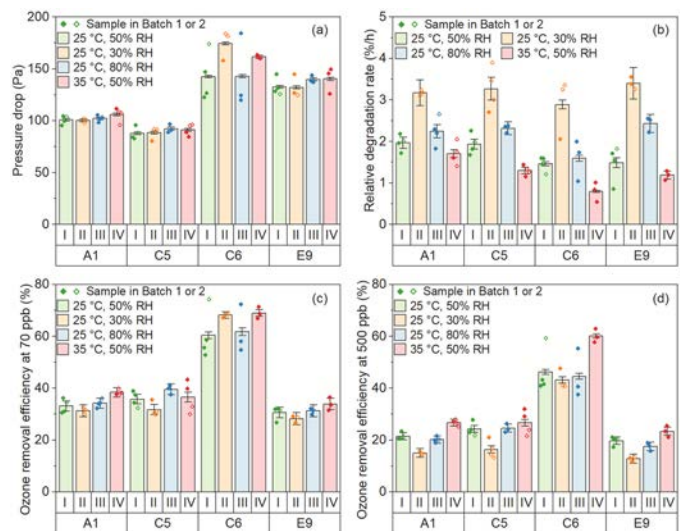 Pressure drop (Pa)
200
150
100
50
0
(a)
Sample in Batch 1 or 2
25 °C, 50% RH
25 °C, 30% RH
25 °C, 80% RH
35 °C, 50% RH
I II III IV I II III IV I II III IV I II III IV
A1 C5 C6 E9
Relative degradation rate (%/h)
5
4
3
2
1
0
(b)
Sample in Batch 1 or 2
25 °C, 50% RH 25 °C, 30% RH
25 °C, 80% RH 35 °C, 50% RH
I II III IV I II III IV I II III IV I II III IV
A1 C5 C6 E9
Ozone removal efficiency at 70 ppb (%)
80
60
40
20
0
(c)
Sample in Batch 1 or 2
25 °C, 50% RH
25 °C, 30% RH
25 °C, 80% RH
35 °C, 50% RH
I II III IV I II III IV I II III IV I II III IV
A1 C5 C6 E9
Ozone removal efficiency at 500 ppb (%)
80
60
40
20
0
(d)
Sample in Batch 1 or 2
25 °C, 50% RH
25 °C, 30% RH
25 °C, 80% RH
35 °C, 50% RH
I II III IV I II III IV I II III IV I II III IV
A1 C5 C6 E9